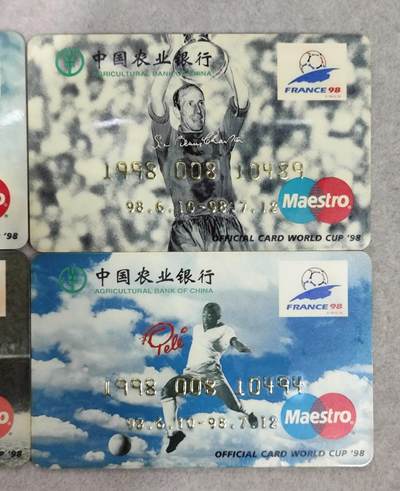 中国农业银行
AGRICULTURAL BANK OF CHINA
FRANCE 98
1998 008 10489
98.6.10-98.7.12
Maestro
OFFICIAL CARD WORLD CUP '98
中国农业银行
AGRICULTURAL BANK OF CHINA
FRANCE 98
Pelé
1998 008 10494
98.6.10-98.7.12
Maestro
OFFICIAL CARD WORLD CUP '98